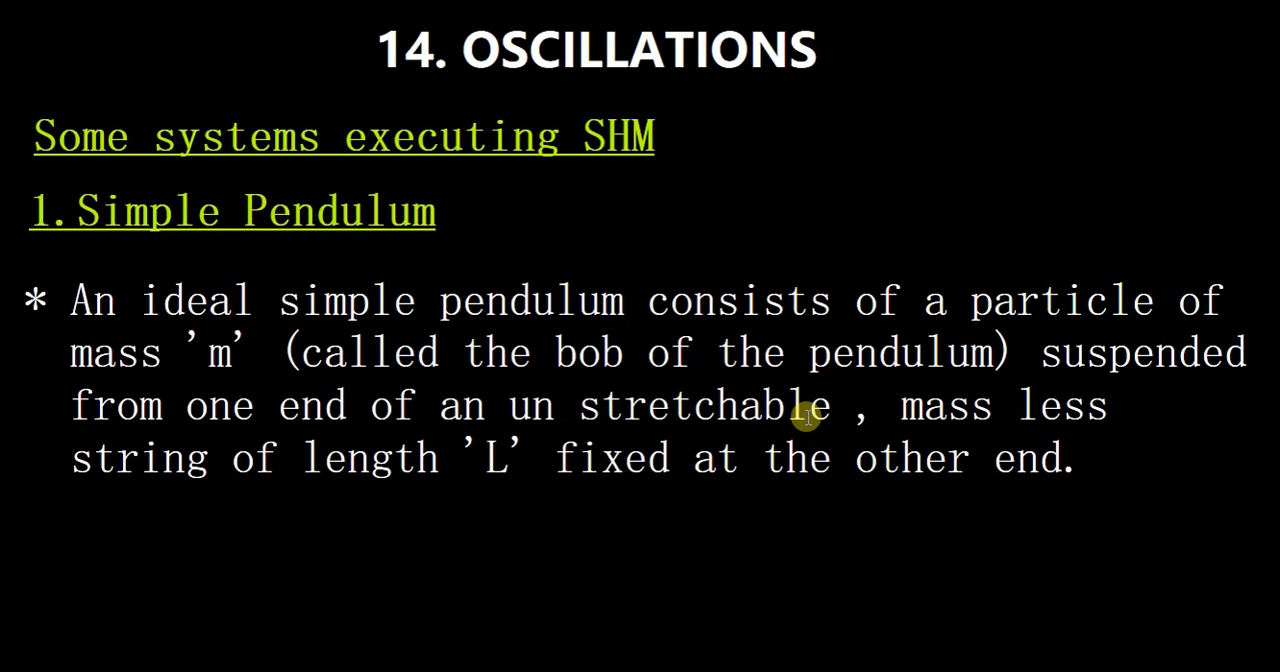 14. OSCILLATIONS
Some systems executing SHM
1.Simple Pendulum
* An ideal simple pendulum consists of a particle of
mass 'm' (called the bob of the pendulum) suspended
from one end of an un stretchable , mass less
string of length 'L' fixed at the other end.